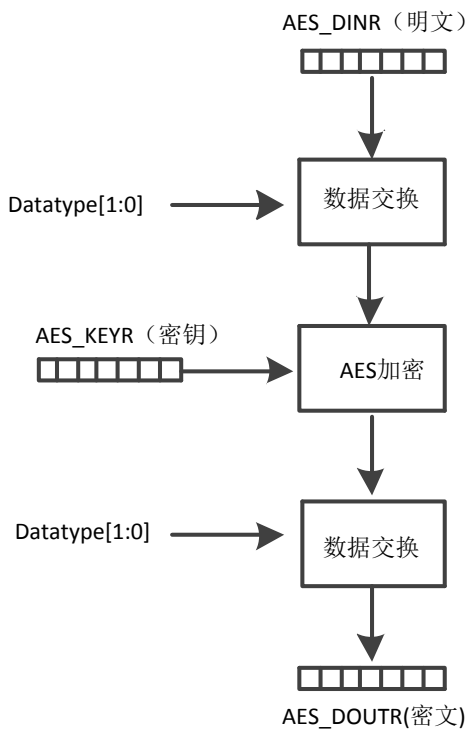 AES_DINR（明文）
数据交换
Datatype[1:0]
AES_KEYR（密钥）
AES加密
Datatype[1:0]
数据交换
AES_DOUTR(密文)